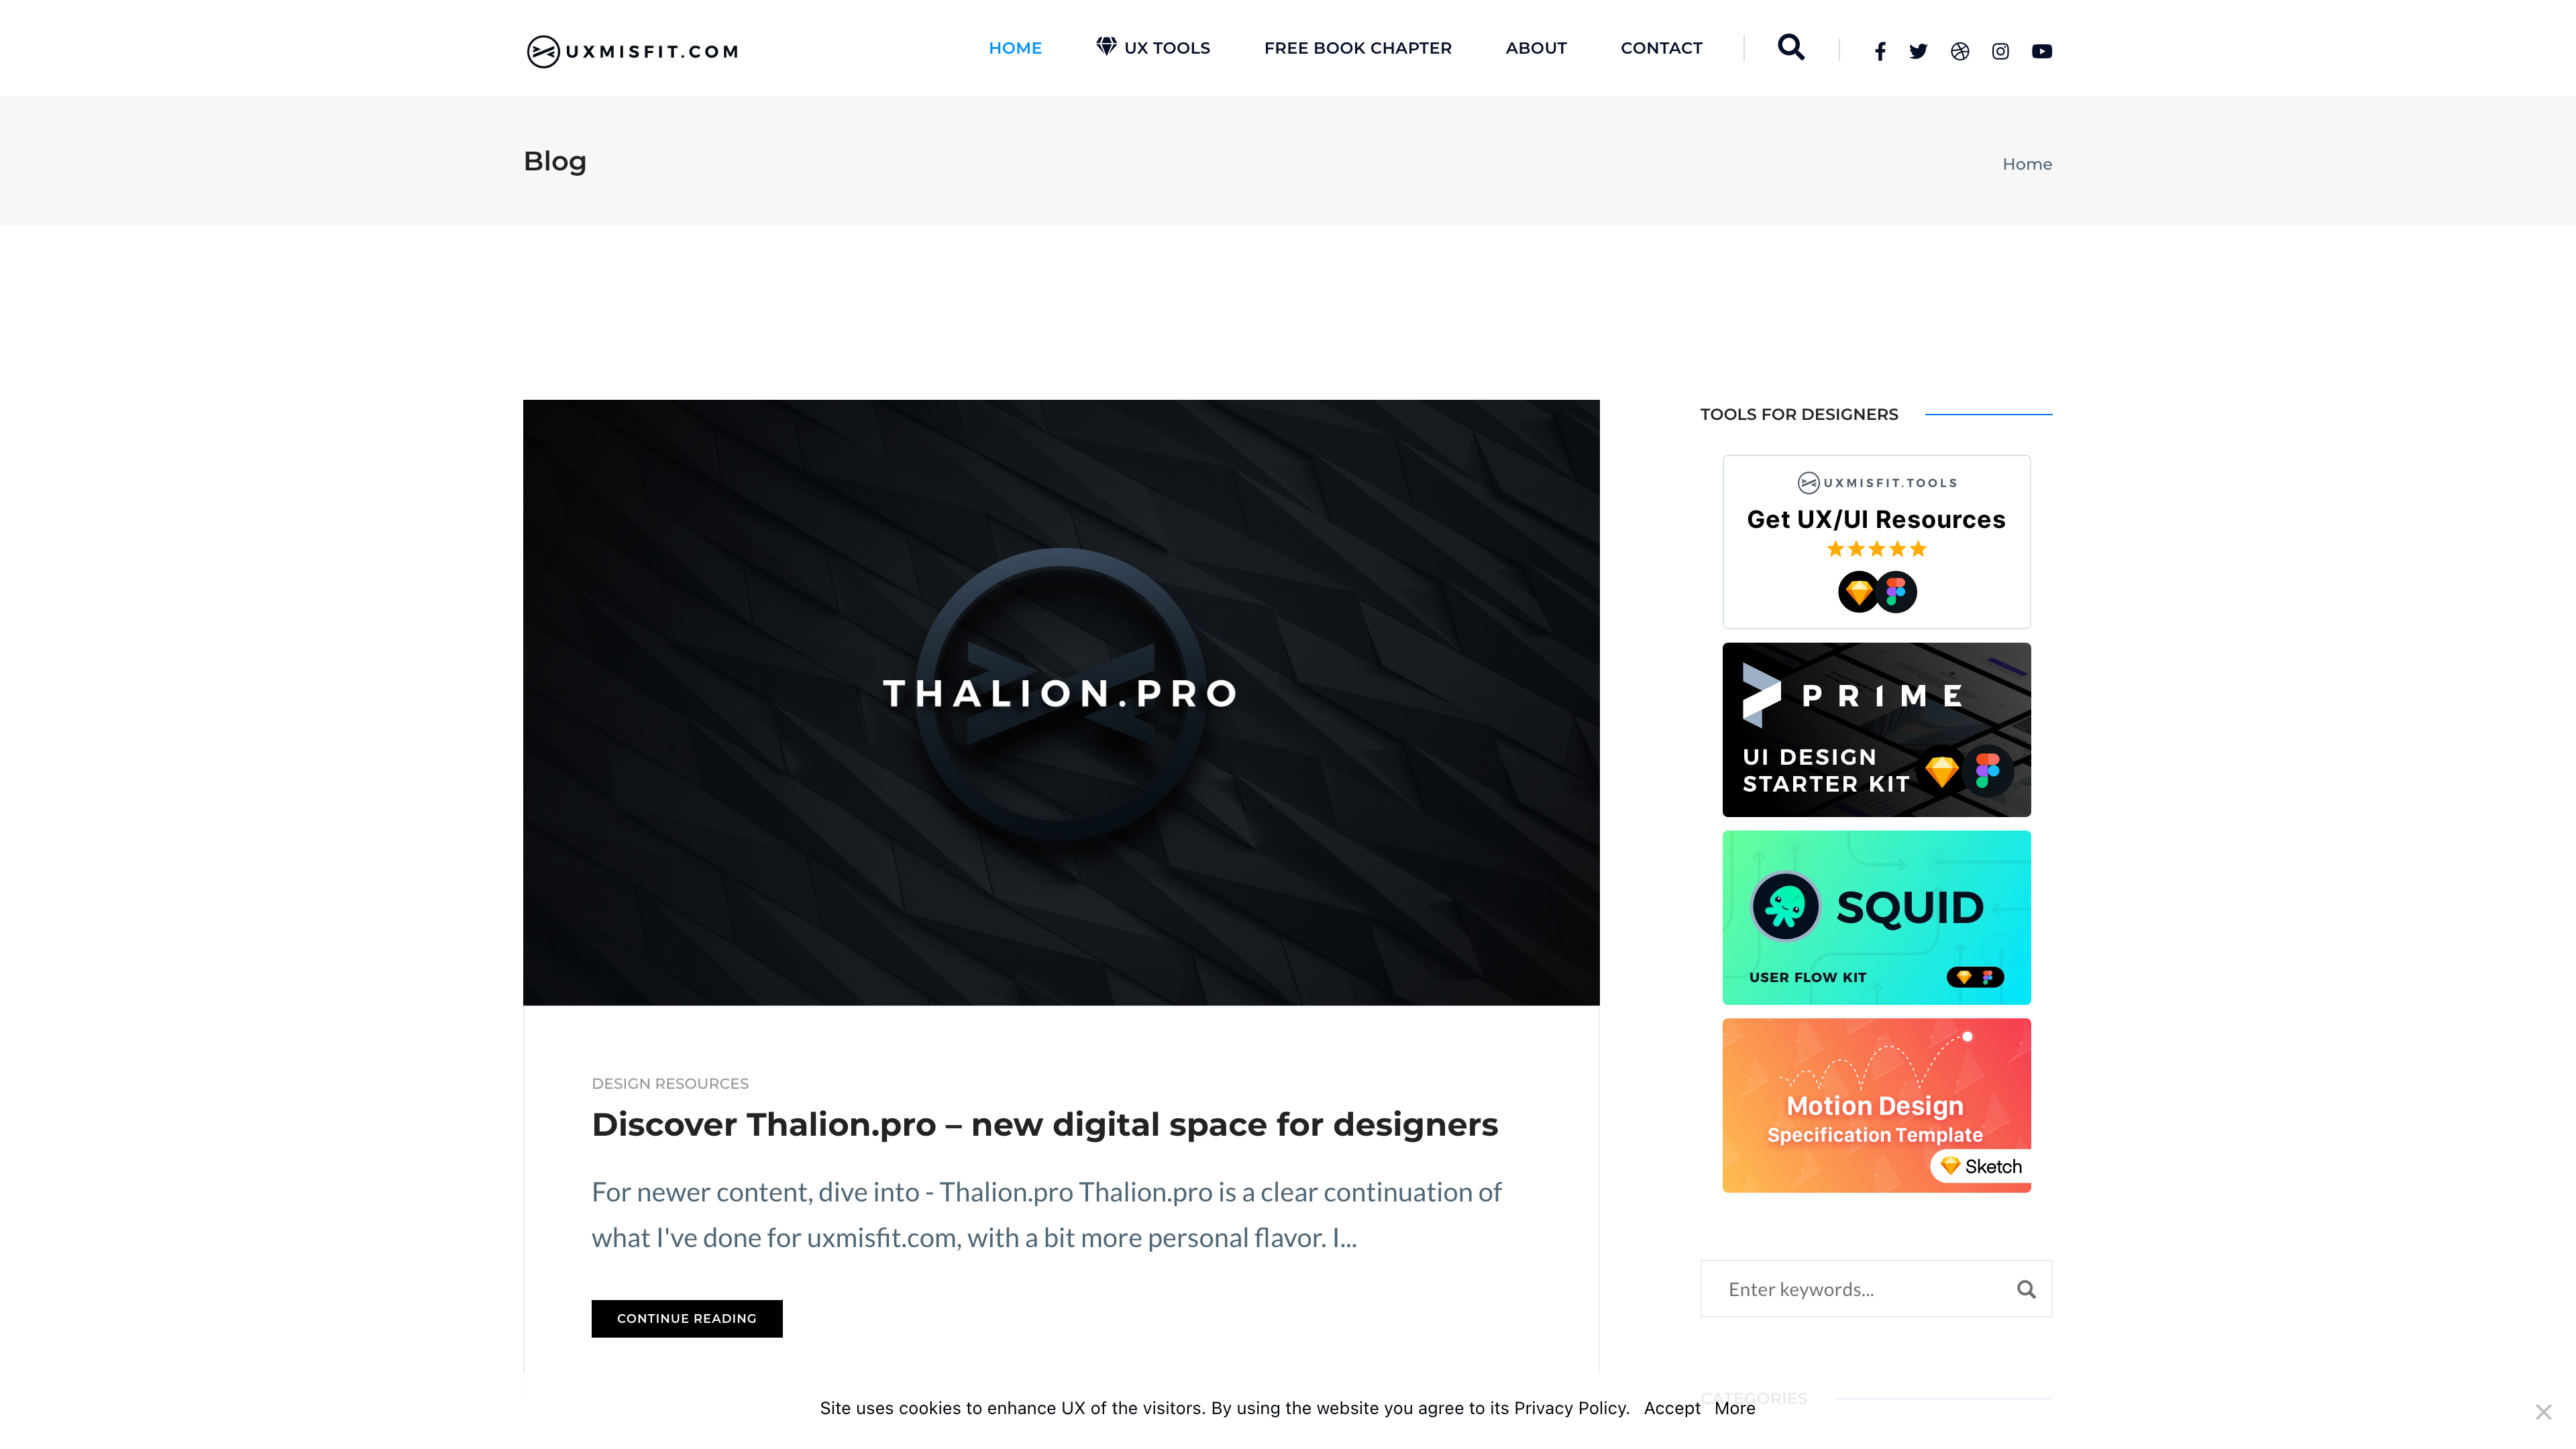 UXMISFIT.COM
HOME
UX TOOLS
FREE BOOK CHAPTER
ABOUT
CONTACT
Blog
Home
THALION.PRO
DESIGN RESOURCES
Discover Thalion.pro – new digital space for designers
For newer content, dive into - Thalion.pro Thalion.pro is a clear continuation of
what I've done for uxmisfit.com, with a bit more personal flavor. I...
CONTINUE READING
TOOLS FOR DESIGNERS
UXMISFIT.TOOLS
Get UX/UI Resources
PR1ME
UI DESIGN
STARTER KIT
SQUID
USER FLOW KIT
Motion Design
Specification Template
Sketch
Enter keywords...
CATEGORIES
Site uses cookies to enhance UX of the visitors. By using the website you agree to its Privacy Policy. Accept More